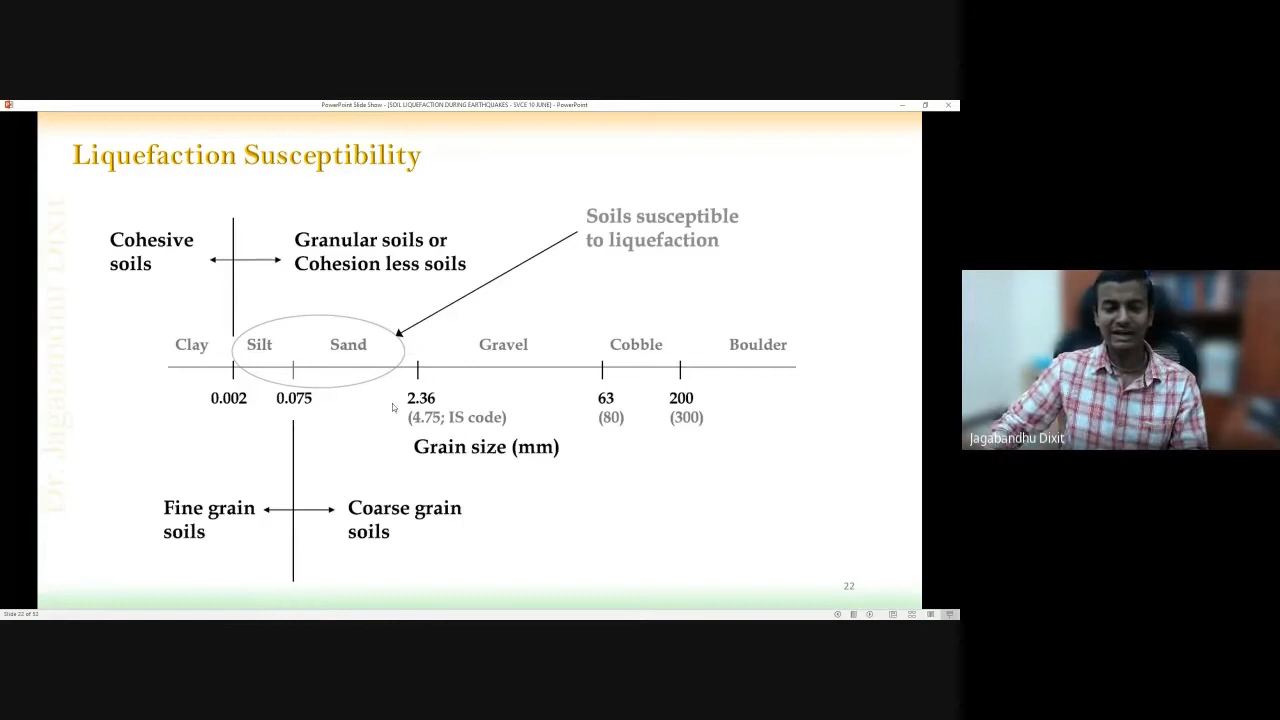 PowerPoint Slide Show - [SOIL LIQUEFACTION DURING EARTHQUAKES - SVCE 10 JUNE] - PowerPoint
Liquefaction Susceptibility
Dr. Jagabandhu Dixit
Cohesive
soils
Granular soils or
Cohesion less soils
Soils susceptible
to liquefaction
Clay Silt Sand Gravel Cobble Boulder
0.002 0.075 2.36 63 200
(4.75; IS code) (80) (300)
Grain size (mm)
Fine grain
soils
Coarse grain
soils
22
Slide 22 of 52
Jagabandhu Dixit